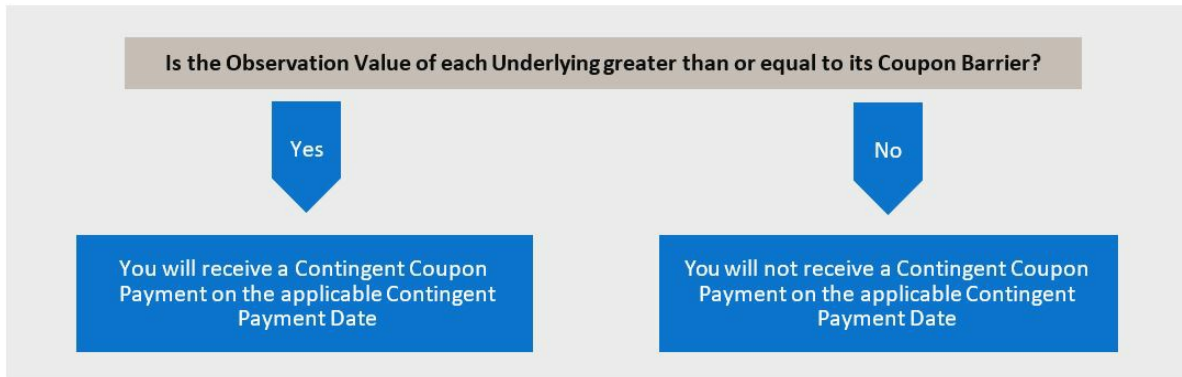 Is the Observation Value of each Underlying greater than or equal to its Coupon Barrier?
Yes
No
You will receive a Contingent Coupon
Payment on the applicable Contingent
Payment Date
You will not receive a Contingent Coupon
Payment on the applicable Contingent
Payment Date